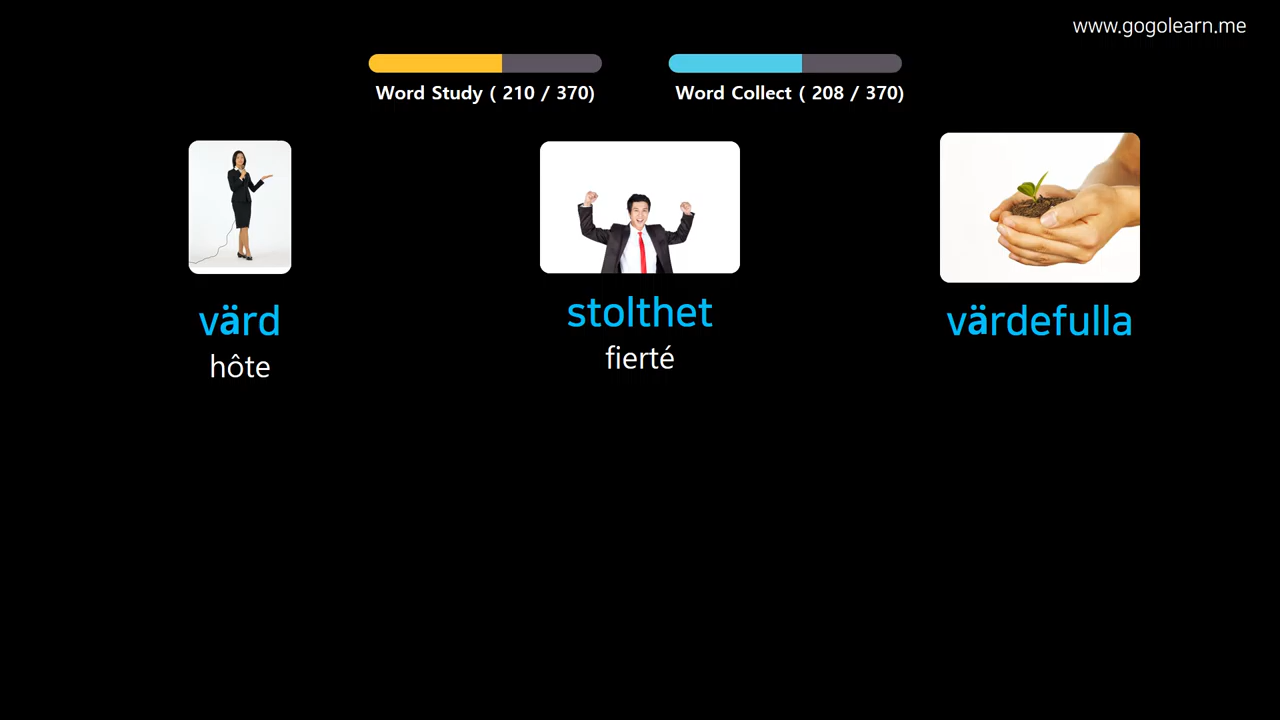 www.gogolearn.me
Word Study ( 210 / 370)
Word Collect ( 208 / 370)
värd
hôte
stolthet
fierté
värdefulla